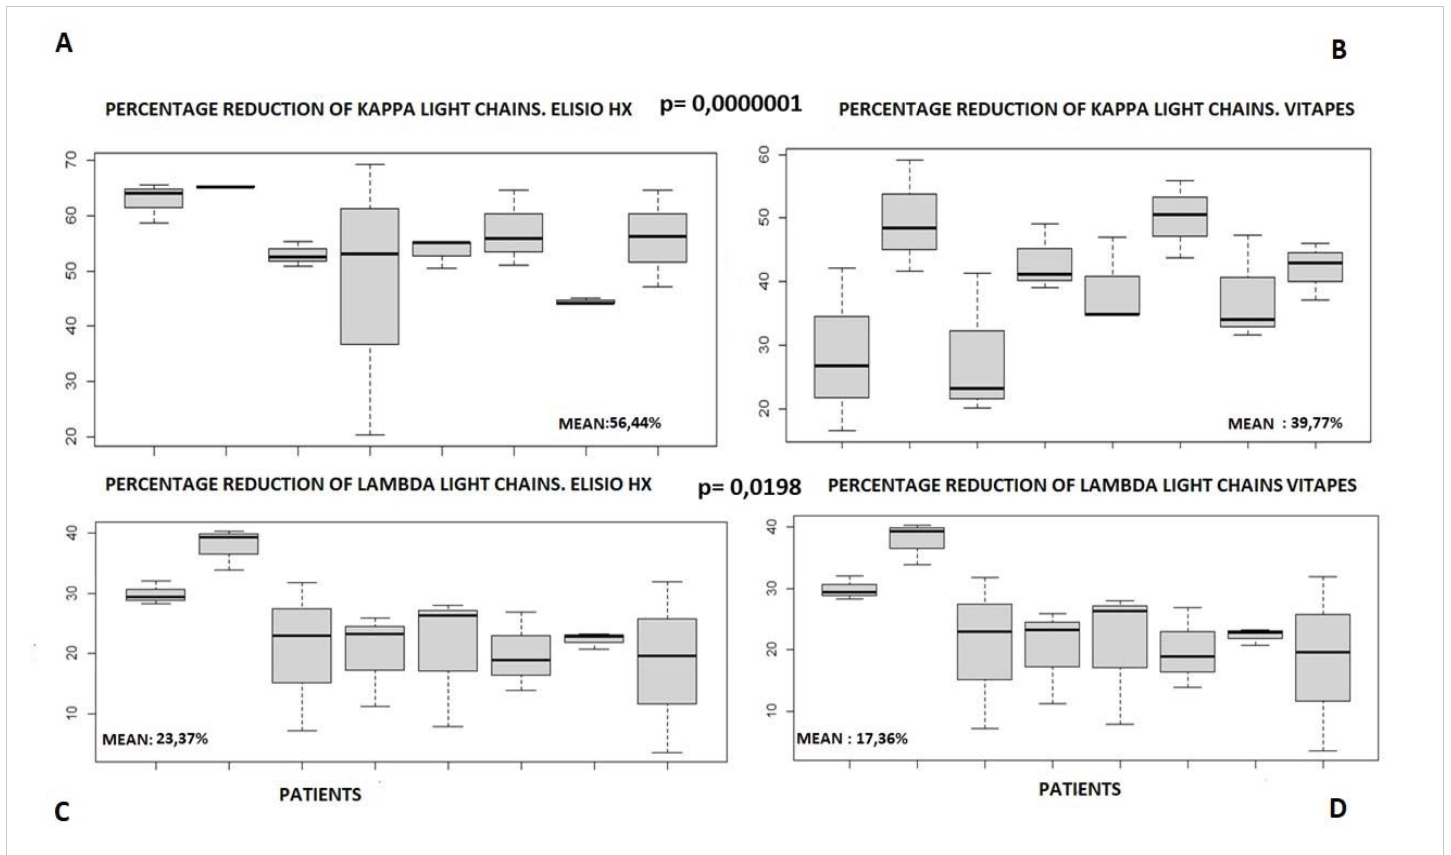 A
B
PERCENTAGE REDUCTION OF KAPPA LIGHT CHAINS. ELISIO HX
p= 0,0000001
PERCENTAGE REDUCTION OF KAPPA LIGHT CHAINS. VITAPES
70
60
50
40
30
20
MEAN:56,44%
60
50
40
30
20
MEAN : 39,77%
PERCENTAGE REDUCTION OF LAMBDA LIGHT CHAINS. ELISIO HX
p= 0,0198
PERCENTAGE REDUCTION OF LAMBDA LIGHT CHAINS VITAPES
40
30
20
10
MEAN: 23,37%
40
30
20
10
MEAN : 17,36%
PATIENTS
PATIENTS
C
D